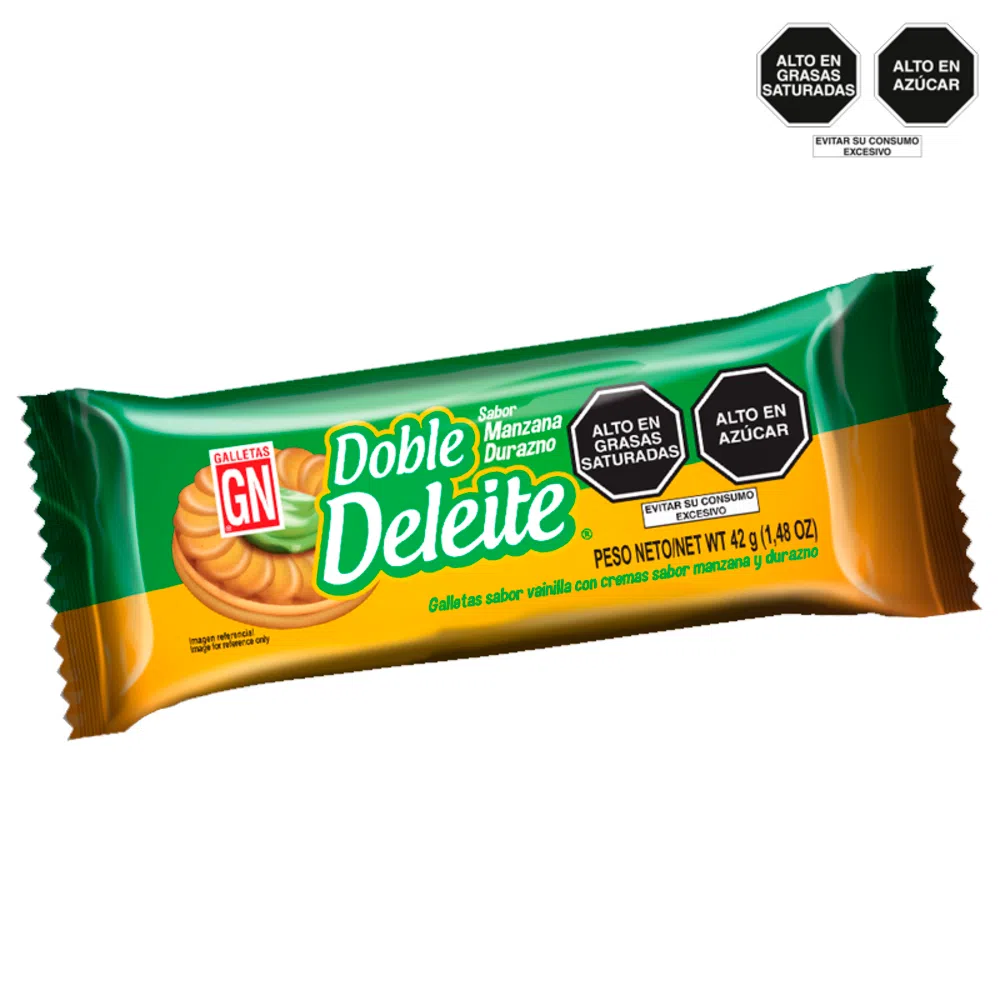 ALTO EN
GRASAS
SATURADAS
ALTO EN
AZÚCAR
EVITAR SU CONSUMO
EXCESIVO
GALLETAS
GN
®
Doble
Deleite
®
Sabor
Manzana
Durazno
ALTO EN
GRASAS
SATURADAS
ALTO EN
AZÚCAR
EVITAR SU CONSUMO
EXCESIVO
PESO NETO/NET WT 42 g (1,48 OZ)
Galletas sabor vainilla con cremas sabor manzana y durazno
Imagen referencial
Image for reference only